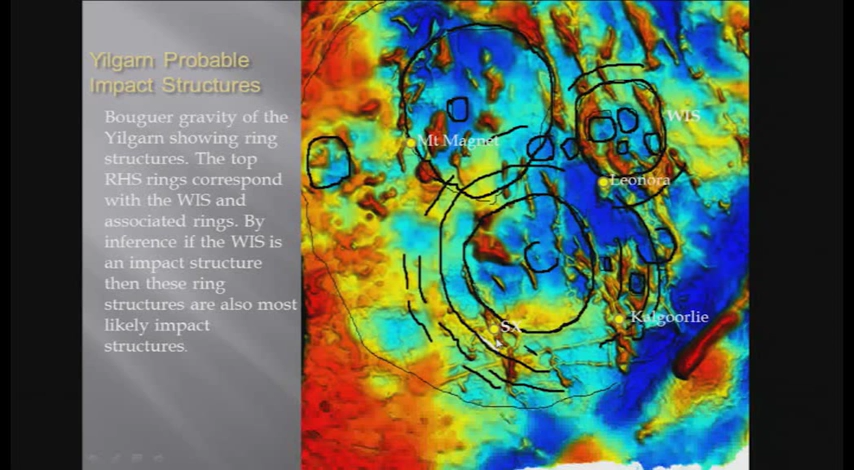 Yilgarn Probable
Impact Structures
Bouguer gravity of the
Yilgarn showing ring
structures. The top
RHS rings correspond
with the WIS and
associated rings. By
inference if the WIS is
an impact structure
then these ring
structures are also most
likely impact
structures.
WIS
Mt Magnet
Leonora
Kalgoorlie
SX